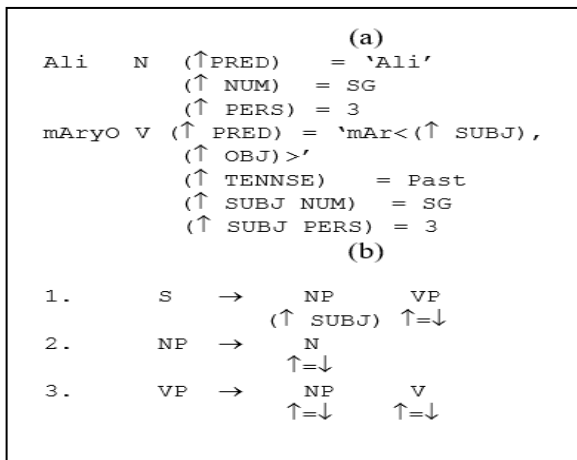 (a)
Ali N (↑PRED) = ‘Ali’
(↑ NUM) = SG
(↑ PERS) = 3
mAryO V (↑ PRED) = ‘mAr<(↑ SUBJ),
(↑ OBJ)>’
(↑ TENNSE) = Past
(↑ SUBJ NUM) = SG
(↑ SUBJ PERS) = 3
(b)
1. S → NP VP
(↑ SUBJ) ↑=↓
2. NP → N
↑=↓
3. VP → NP V
↑=↓ ↑=↓